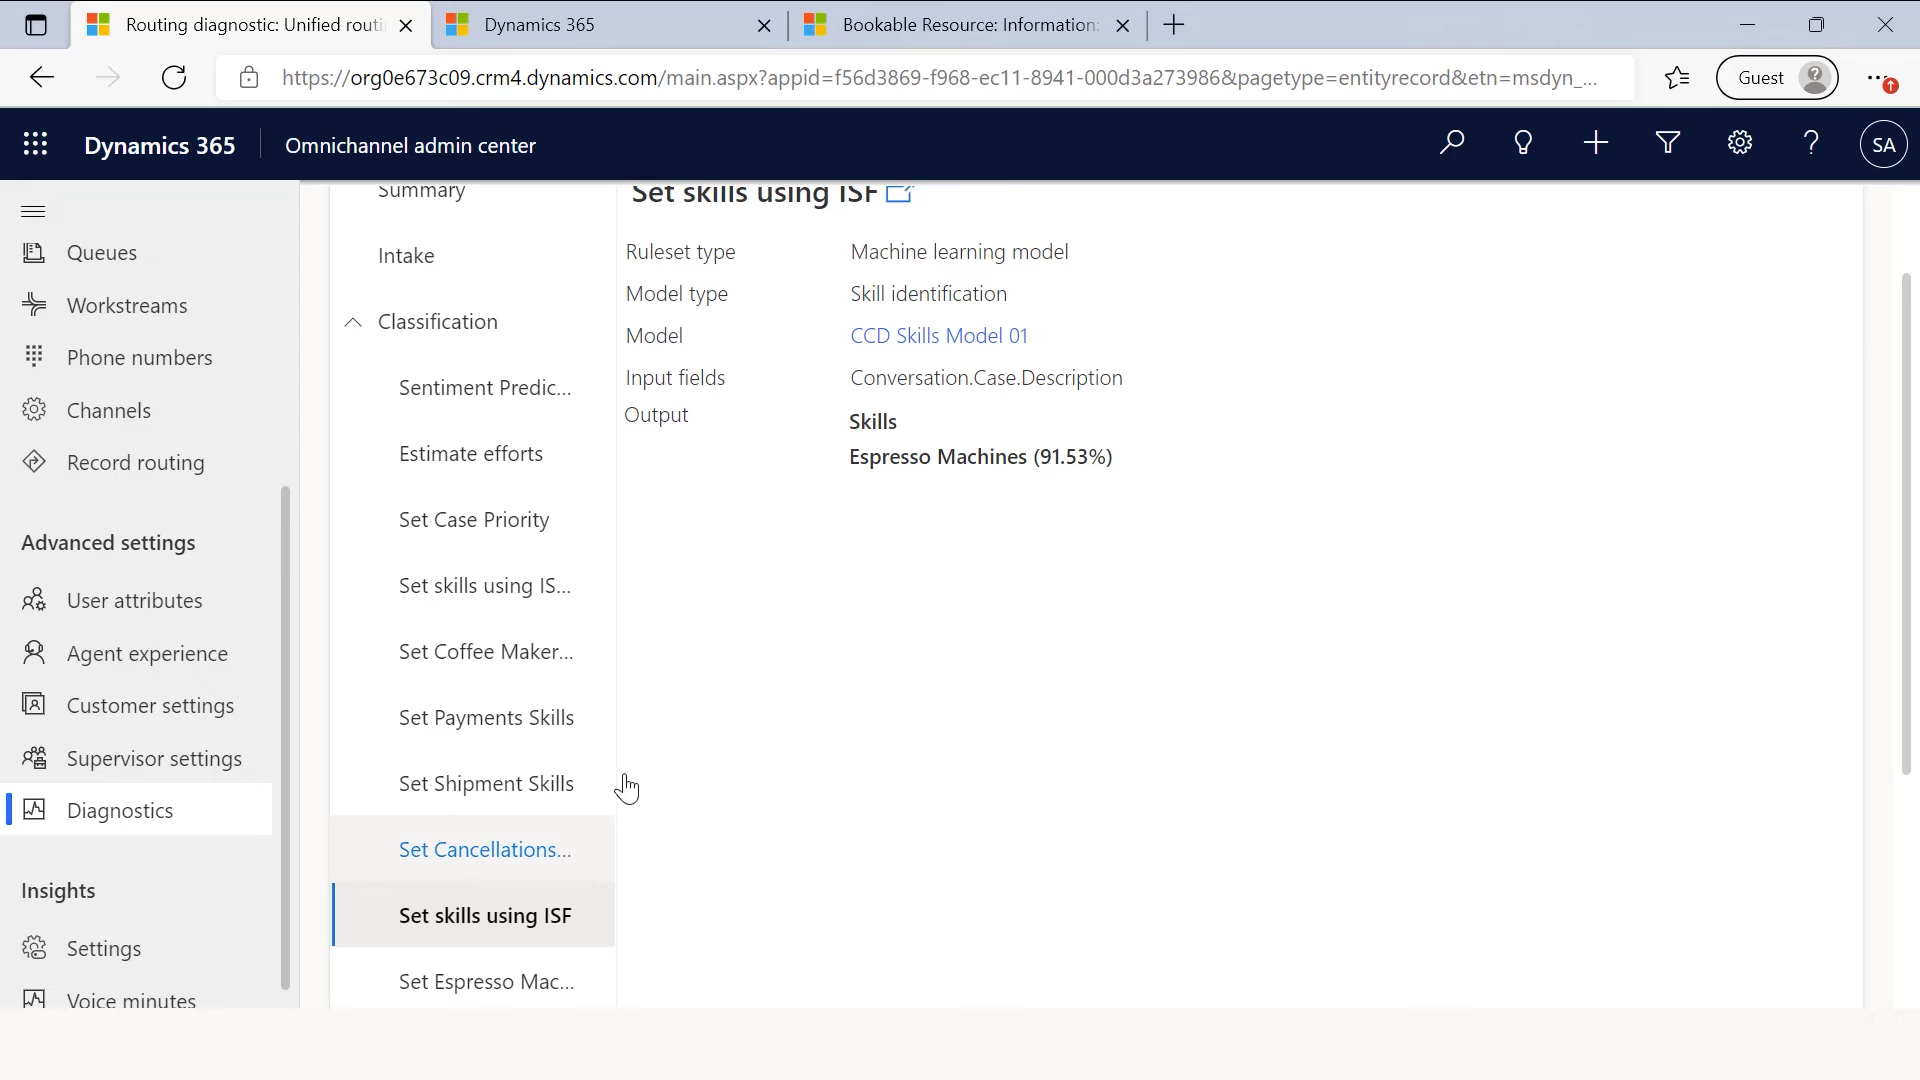 Routing diagnostic: Unified routi
Dynamics 365
Bookable Resource: Information:
https://org0e673c09.crm4.dynamics.com/main.aspx?appid=f56d3869-f968-ec11-8941-000d3a273986&pagetype=entityrecord&etn=msdyn_...
Guest
Dynamics 365
Omnichannel admin center
SA
Queues
Workstreams
Phone numbers
Channels
Record routing
Advanced settings
User attributes
Agent experience
Customer settings
Supervisor settings
Diagnostics
Insights
Settings
Voice minutes
Summary
Intake
Classification
Sentiment Predic...
Estimate efforts
Set Case Priority
Set skills using IS...
Set Coffee Maker...
Set Payments Skills
Set Shipment Skills
Set Cancellations...
Set skills using ISF
Set Espresso Mac...
Set skills using ISF
Ruleset type Machine learning model
Model type Skill identification
Model CCD Skills Model 01
Input fields Conversation.Case.Description
Output Skills
Espresso Machines (91.53%)